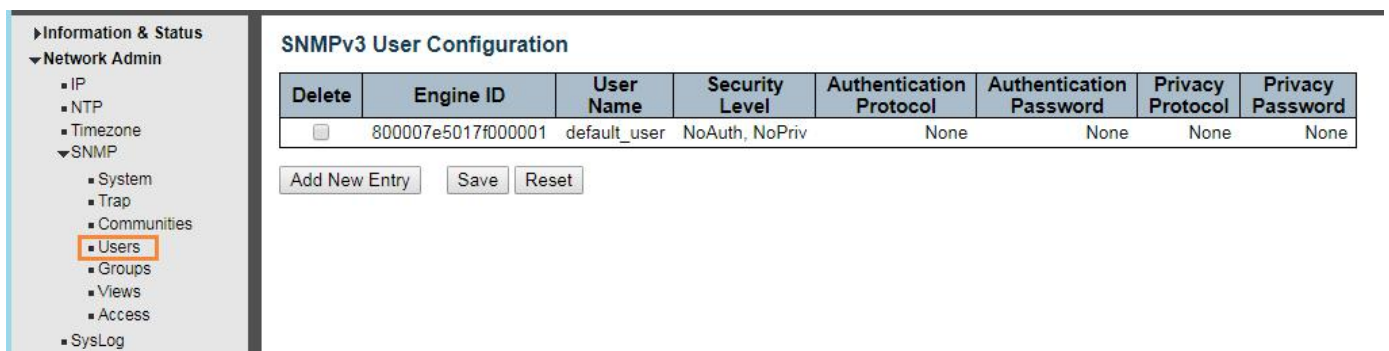 Information & Status
Network Admin
IP
NTP
Timezone
SNMP
System
Trap
Communities
Users
Groups
Views
Access
SysLog
SNMPv3 User Configuration
Delete Engine ID User Name Security Level Authentication Protocol Authentication Password Privacy Protocol Privacy Password
800007e5017f000001 default_user NoAuth, NoPriv None None None None
Add New Entry Save Reset